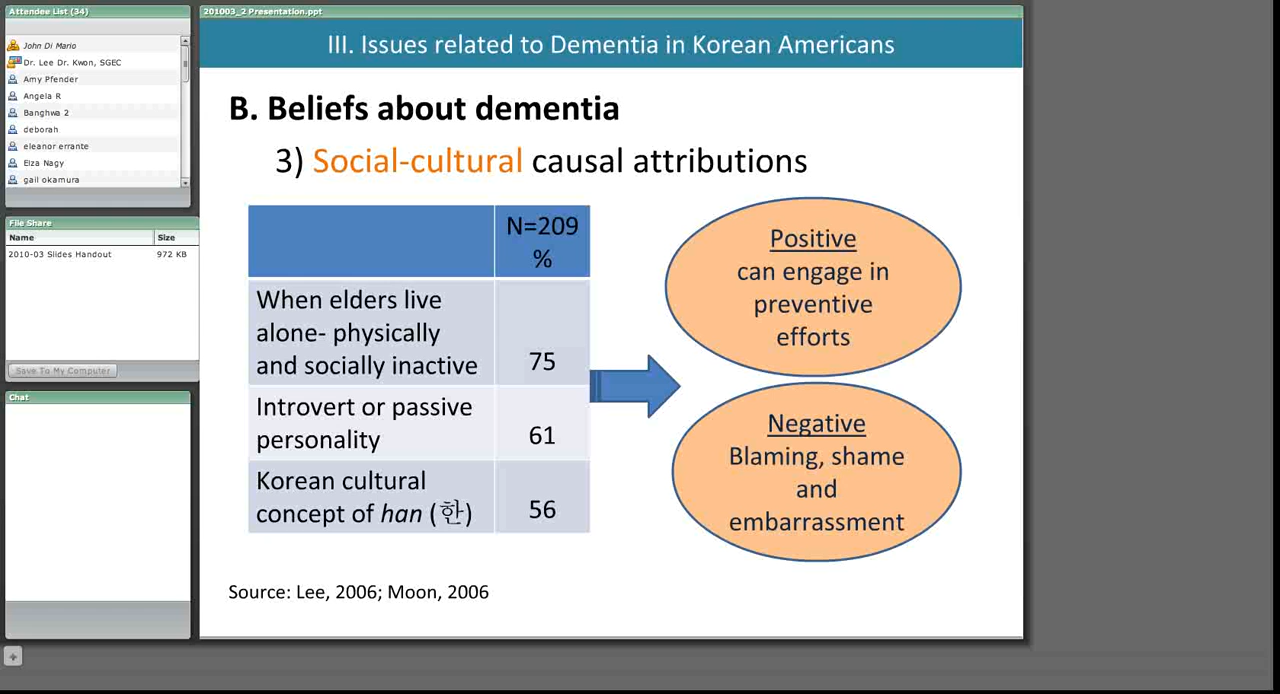 Attendee List (34)
John Di Mario
Dr. Lee Dr. Kwon, SGEC
Amy Pfender
Angela R
Banghwa 2
deborah
eleanor errante
Elza Nagy
gail okamura
File Share
Name Size
2010-03 Slides Handout 972 KB
Save To My Computer
Chat
201003_2 Presentation.ppt
III. Issues related to Dementia in Korean Americans
B. Beliefs about dementia
3) Social-cultural causal attributions
N=209
%
When elders live
alone- physically
and socially inactive 75
Introvert or passive
personality 61
Korean cultural
concept of han (한) 56
Positive
can engage in
preventive
efforts
Negative
Blaming, shame
and
embarrassment
Source: Lee, 2006; Moon, 2006